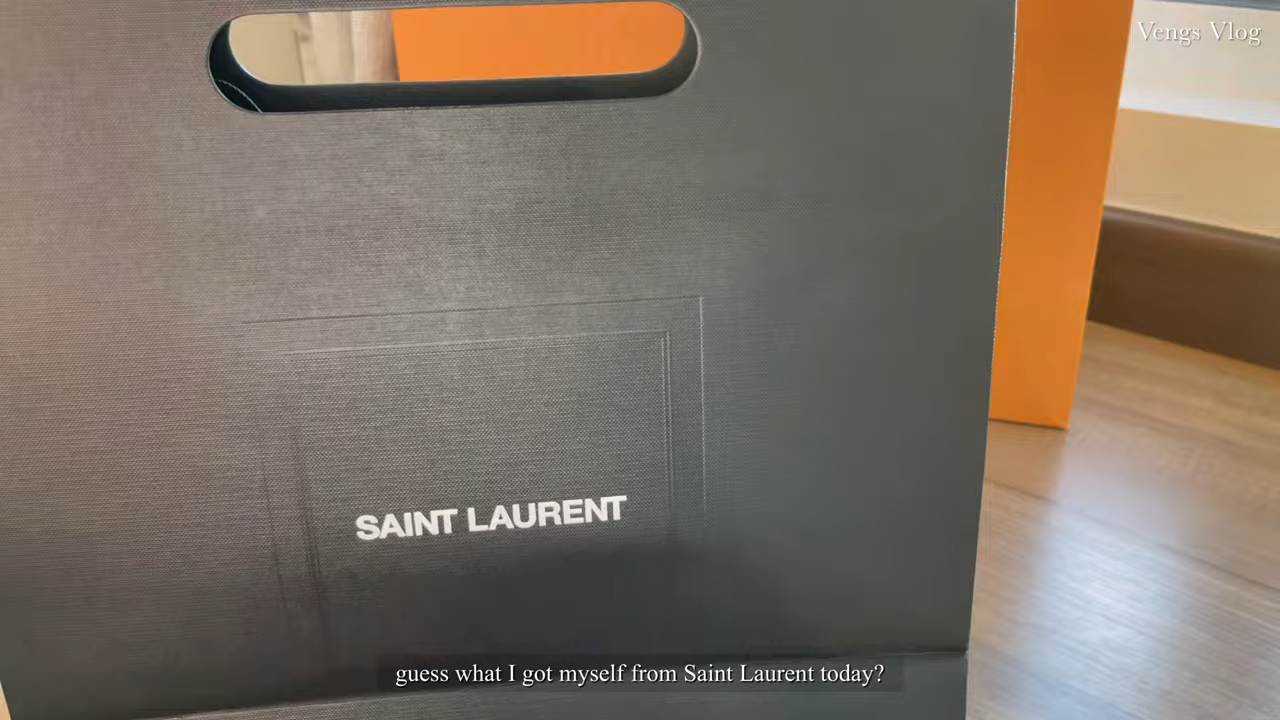 Vengs Vlog
SAINT LAURENT
guess what I got myself from Saint Laurent today?